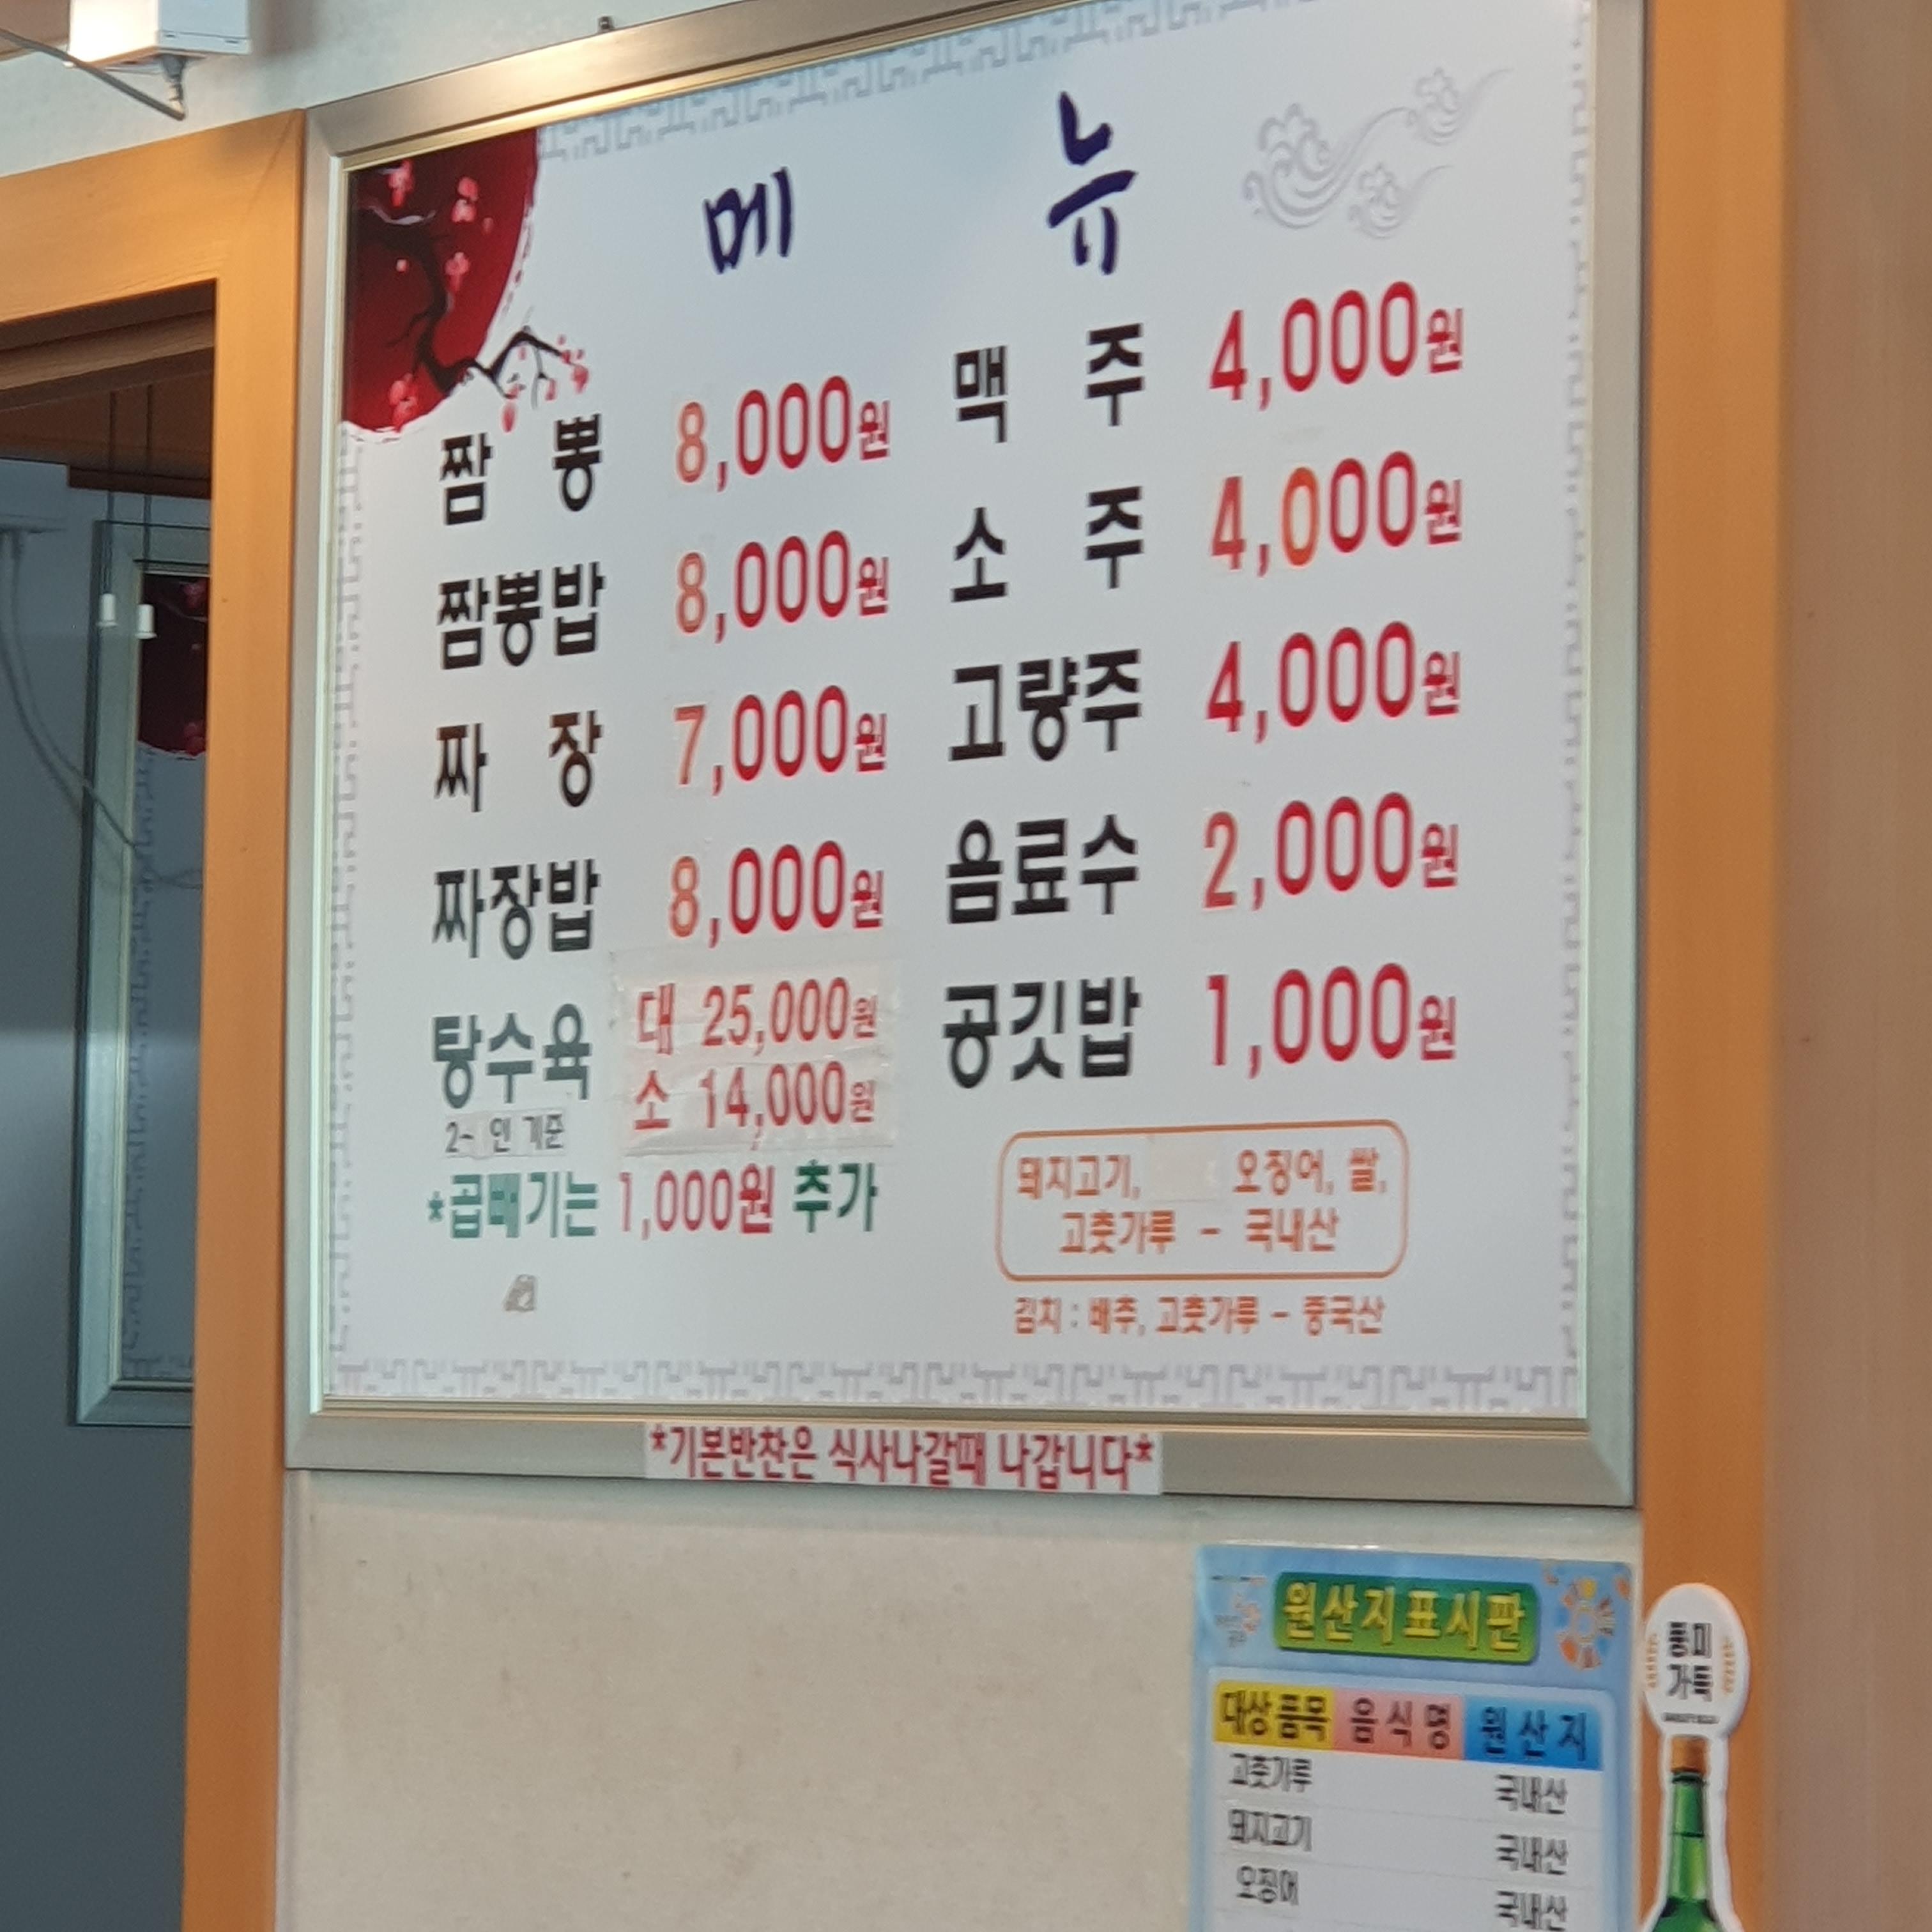 메 뉴
짬 뽕 8,000원
짬뽕밥 8,000원
짜 장 7,000원
짜장밥 8,000원
탕수육 대 25,000원
소 14,000원
2~ 인 기준
*곱빼기는 1,000원 추가
맥 주 4,000원
소 주 4,000원
고량주 4,000원
음료수 2,000원
공깃밥 1,000원
돼지고기, 오징어, 쌀,
고춧가루 - 국내산
김치 : 배추, 고춧가루 - 중국산
*기본반찬은 식사나갈때 나갑니다*
원산지표시판
대상품목 음식명 원산지
고춧가루 국내산
돼지고기 국내산
오징어 국내산
풍미
가득